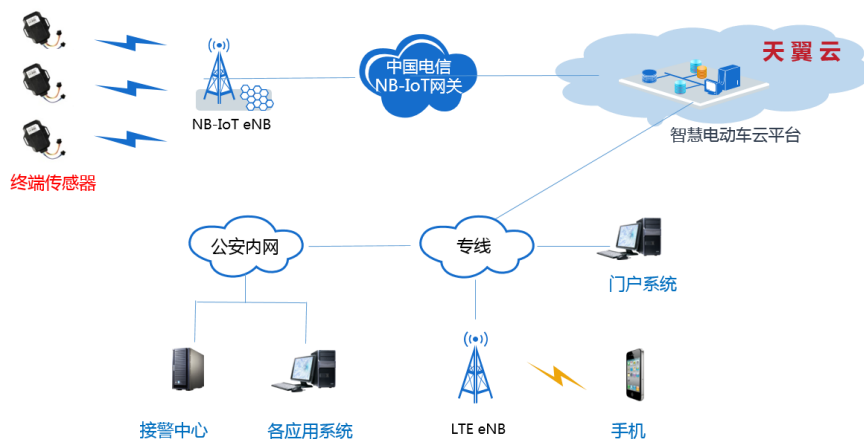 天翼云
中国电信
NB-IoT网关
NB-IoT eNB
智慧电动车云平台
终端传感器
公安内网
专线
门户系统
接警中心
各应用系统
LTE eNB
手机